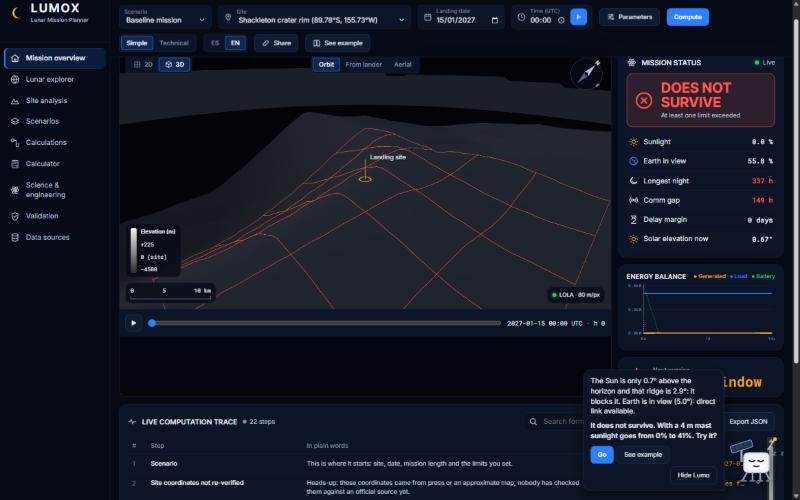 LUMOX
Lunar Mission Planner
Mission overview
Lunar explorer
Site analysis
Scenarios
Calculations
Calculator
Science &
engineering
Validation
Data sources
Scenario
Baseline mission
Site
Shackleton crater rim (89.78°S, 155.73°W)
Landing date
15/01/2027
Time (UTC)
00:00
Parameters
Compute
Simple
Technical
ES
EN
Share
See example
2D
3D
Orbit
From lander
Aerial
Landing site
Elevation (m)
+225
0 (site)
-4580
0 5 10 km
LOLA · 80 m/px
2027-01-15 00:00 UTC · h 0
MISSION STATUS
Live
DOES NOT
SURVIVE
At least one limit exceeded
Sunlight 0.0 %
Earth in view 55.8 %
Longest night 337 h
Comm gap 149 h
Delay margin 0 days
Solar elevation now 0.67°
ENERGY BALANCE
Generated
Load
Battery
indow
The Sun is only 0.7° above the
horizon and that ridge is 2.9°: it
blocks it. Earth is in view (5.0°): direct
link available.
It does not survive. With a 4 m mast
sunlight goes from 0% to 41%. Try it?
Go
See example
Hide Lumo
LIVE COMPUTATION TRACE
22 steps
Search form
Export JSON
# Step In plain words
1 Scenario This is where it starts: site, date, mission length and the limits you set.
2 Site coordinates not re-verified Heads-up: these coordinates came from press or an approximate map; nobody has checked
them against an official source yet.